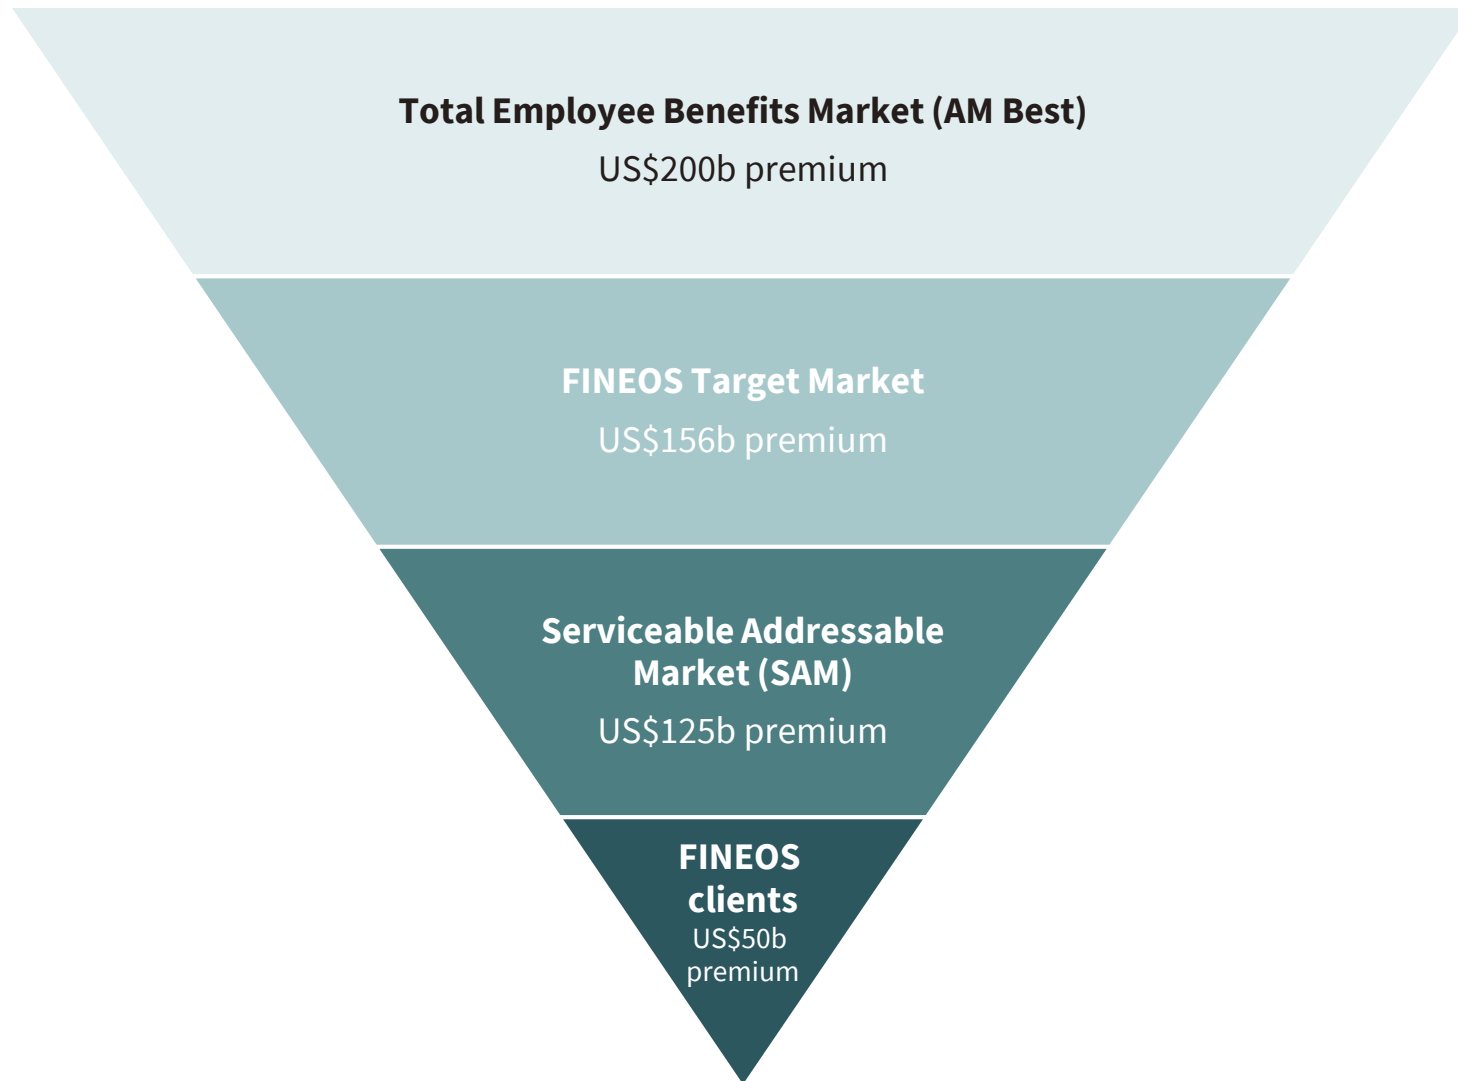 Total Employee Benefits Market (AM Best)
US$200b premium
FINEOS Target Market
US$156b premium
Serviceable Addressable
Market (SAM)
US$125b premium
FINEOS
clients
US$50b
premium